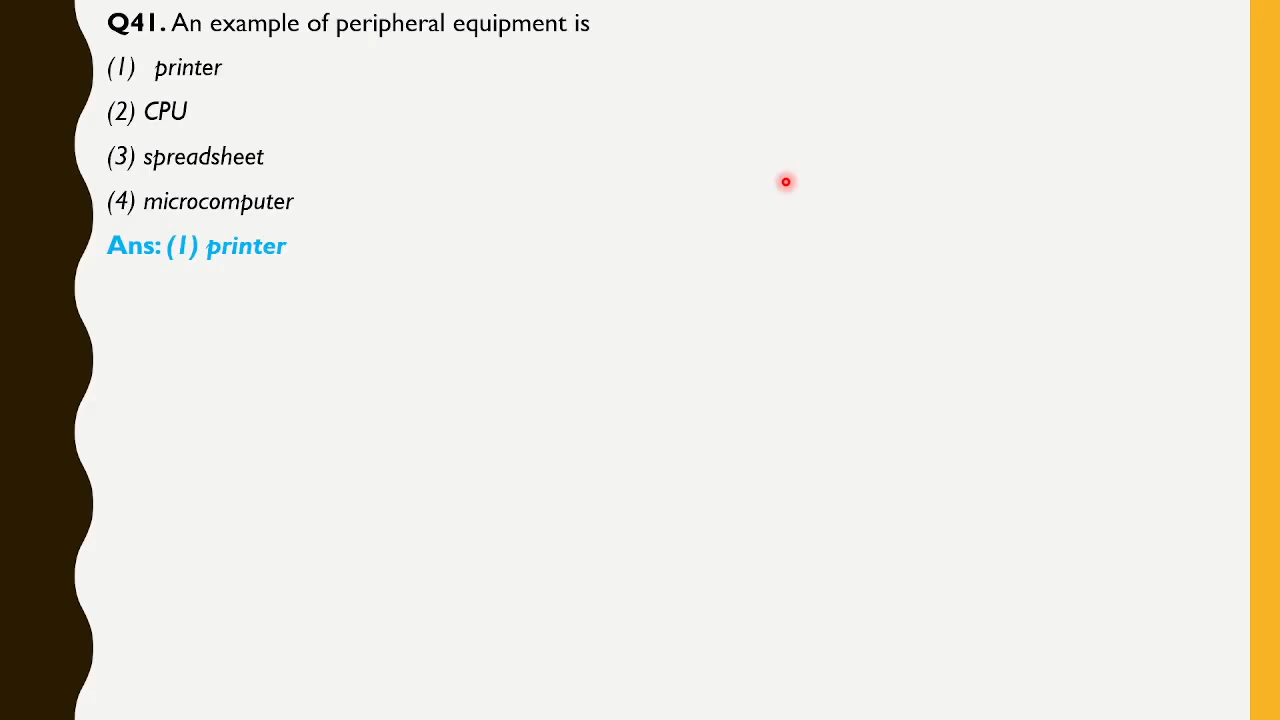 Q41. An example of peripheral equipment is
(1) printer
(2) CPU
(3) spreadsheet
(4) microcomputer
Ans: (1) printer